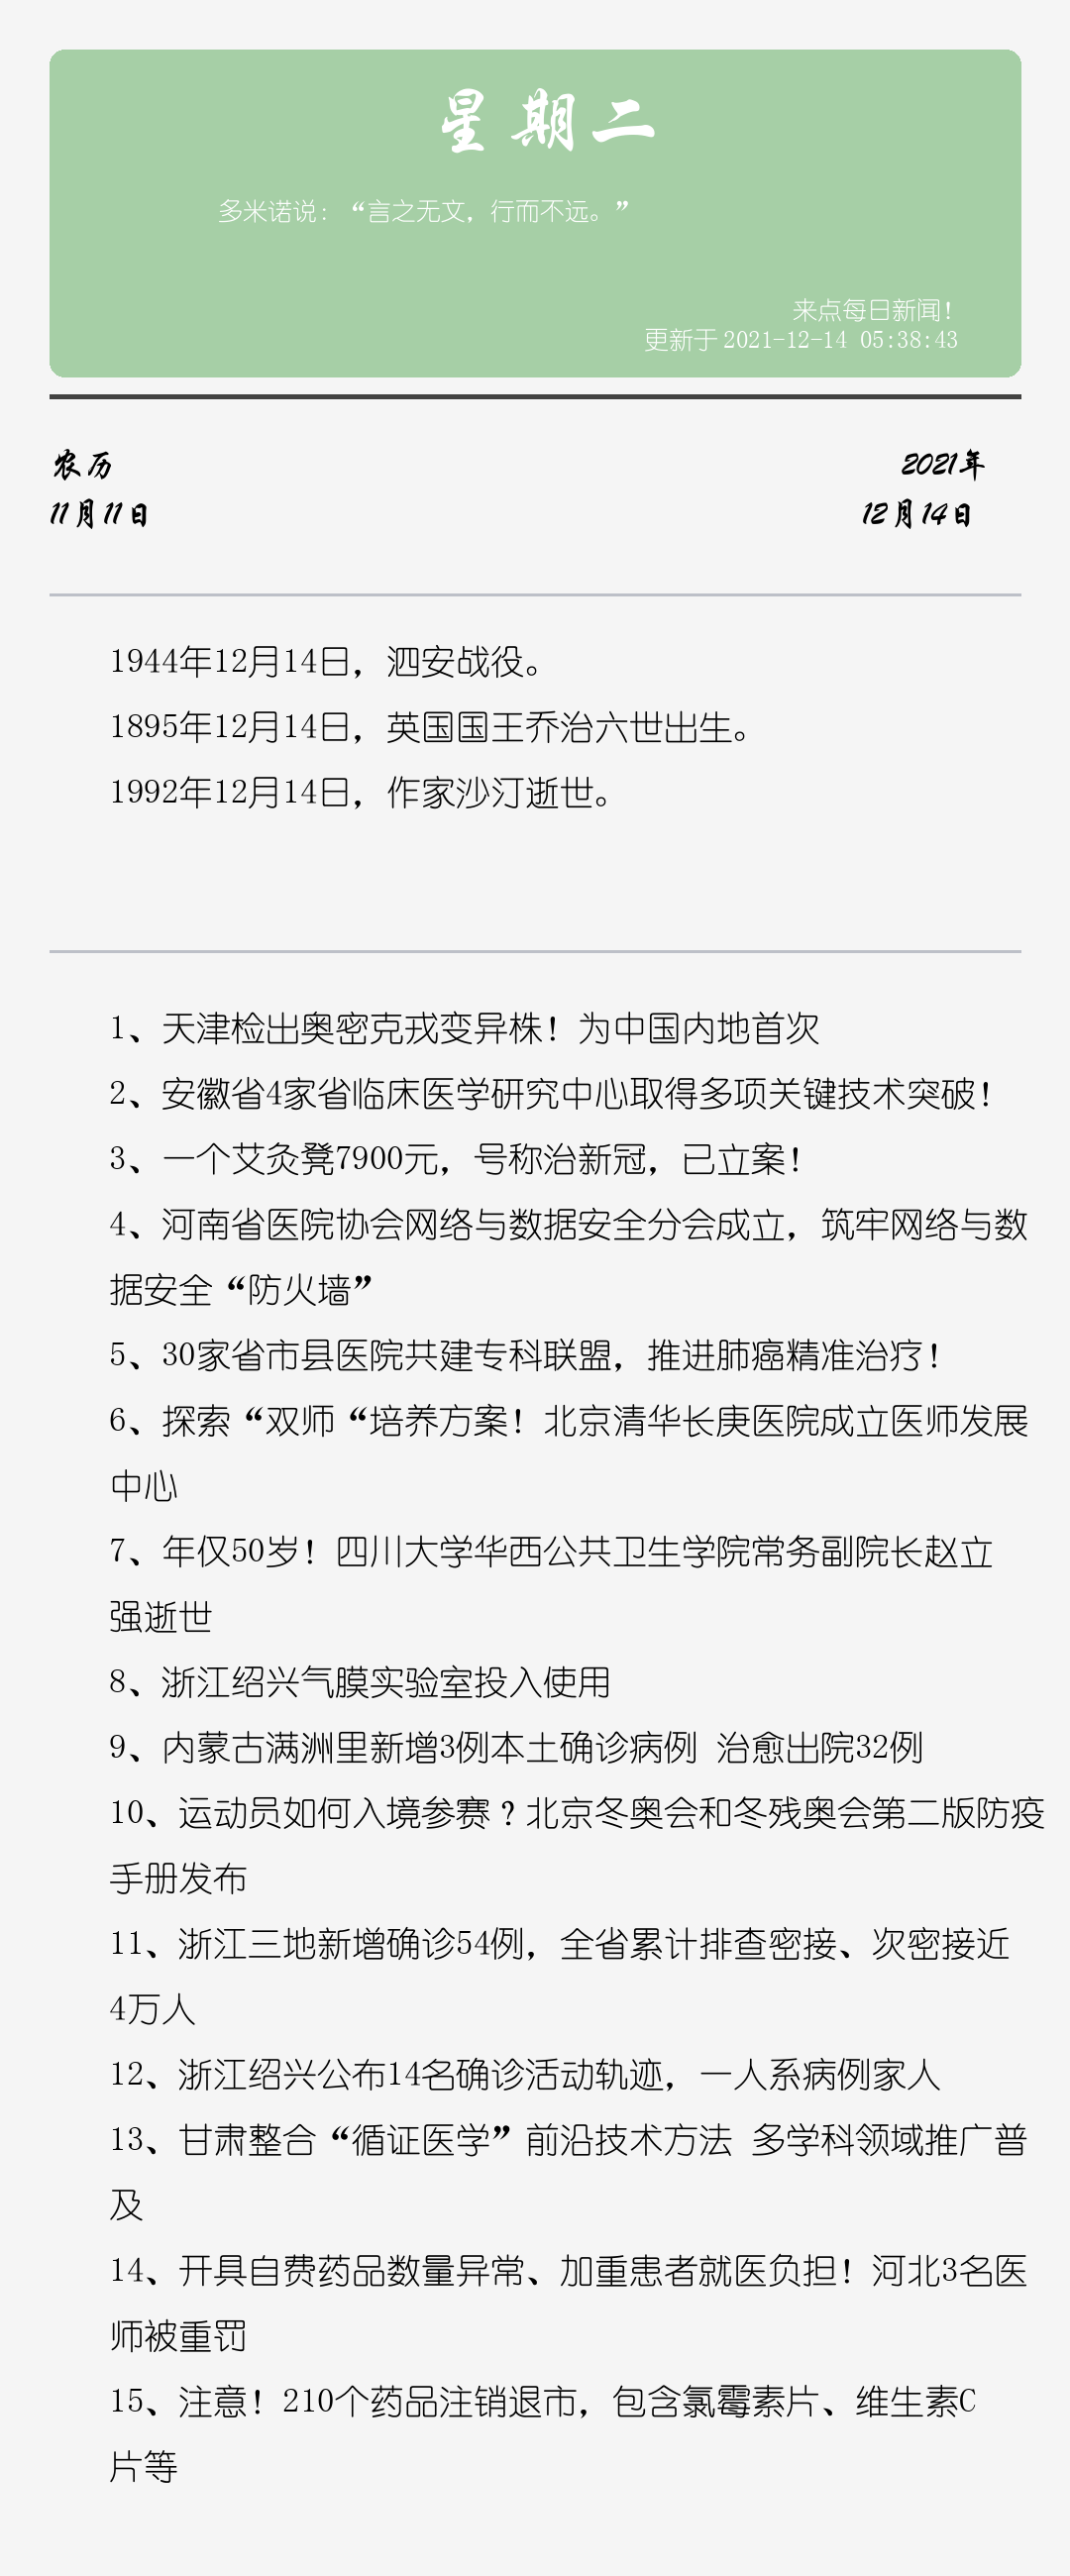 星期二
多米诺说：“言之无文，行而不远。”
来点每日新闻！
更新于2021-12-14 05:38:43
农历
2021年
11月11日
12月14日
1944年12月14日，泗安战役。
1895年12月14日，英国国王乔治六世出生。
1992年12月14日，作家沙汀逝世。
1、天津检出奥密克戎变异株！为中国内地首次
2、安徽省4家省临床医学研究中心取得多项关键技术突破！
3、一个艾灸凳7900元，号称治新冠，已立案！
4、河南省医院协会网络与数据安全分会成立，筑牢网络与数
据安全“防火墙”
5、30家省市县医院共建专科联盟，推进肺癌精准治疗！
6、探索“双师“培养方案！北京清华长庚医院成立医师发展
中心
7、年仅50岁！四川大学华西公共卫生学院常务副院长赵立
强逝世
8、浙江绍兴气膜实验室投入使用
9、内蒙古满洲里新增3例本土确诊病例 治愈出院32例
10、运动员如何入境参赛？北京冬奥会和冬残奥会第二版防疫
手册发布
11、浙江三地新增确诊54例，全省累计排查密接、次密接近
4万人
12、浙江绍兴公布14名确诊活动轨迹，一人系病例家人
13、甘肃整合“循证医学”前沿技术方法 多学科领域推广普
及
14、开具自费药品数量异常、加重患者就医负担！河北3名医
师被重罚
15、注意！210个药品注销退市，包含氯霉素片、维生素C
片等